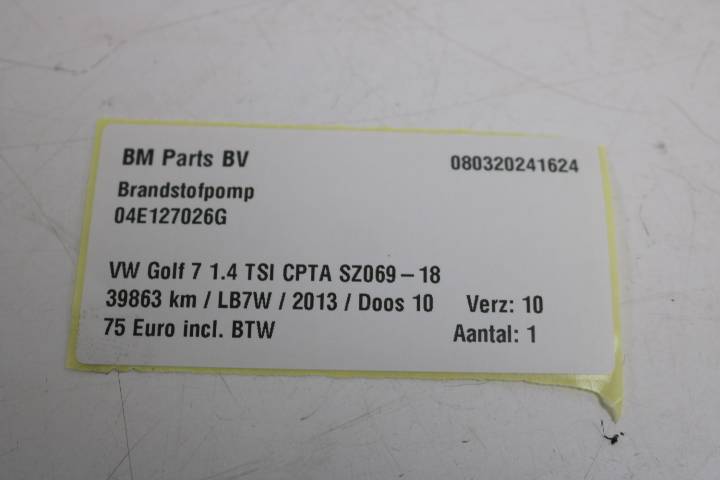 BM Parts BV 080320241624
Brandstofpomp
04E127026G
VW Golf 7 1.4 TSI CPTA SZ069-18
39863 km / LB7W / 2013 / Doos 10 Verz: 10
75 Euro incl. BTW Aantal: 1